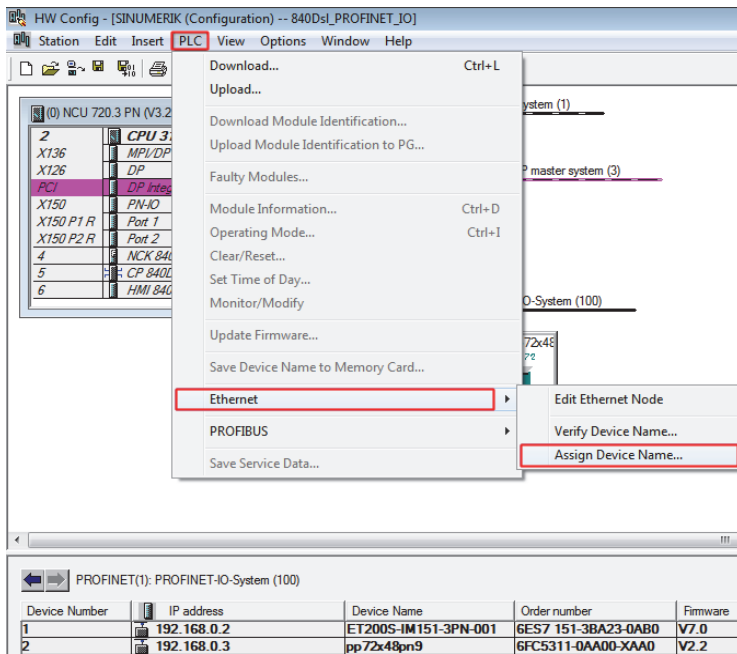 HW Config - [SINUMERIK (Configuration) -- 840Dsl_PROFINET_IO]
Station Edit Insert PLC View Options Window Help
Download... Ctrl+L
Upload...
Download Module Identification...
Upload Module Identification to PG...
Faulty Modules...
Module Information... Ctrl+D
Operating Mode... Ctrl+I
Clear/Reset...
Set Time of Day...
Monitor/Modify
Update Firmware...
Save Device Name to Memory Card...
Ethernet
PROFIBUS
Save Service Data...
Edit Ethernet Node
Verify Device Name...
Assign Device Name...
(0) NCU 720.3 PN (V3.2
2 CPU 31
X136 MPI/DP
X126 DP
PCI DP Integ
X150 PN-IO
X150 P1 R Port 1
X150 P2 R Port 2
4 NCK 840
5 CP 840D
6 HMI 840
ystem (1)
P master system (3)
O-System (100)
72x48
PROFINET(1): PROFINET-IO-System (100)
Device Number IP address Device Name Order number Firmware
1 192.168.0.2 ET200S-IM151-3PN-001 6ES7 151-3BA23-0AB0 V7.0
2 192.168.0.3 pp72x48pn9 6FC5311-0AA00-XAA0 V2.2